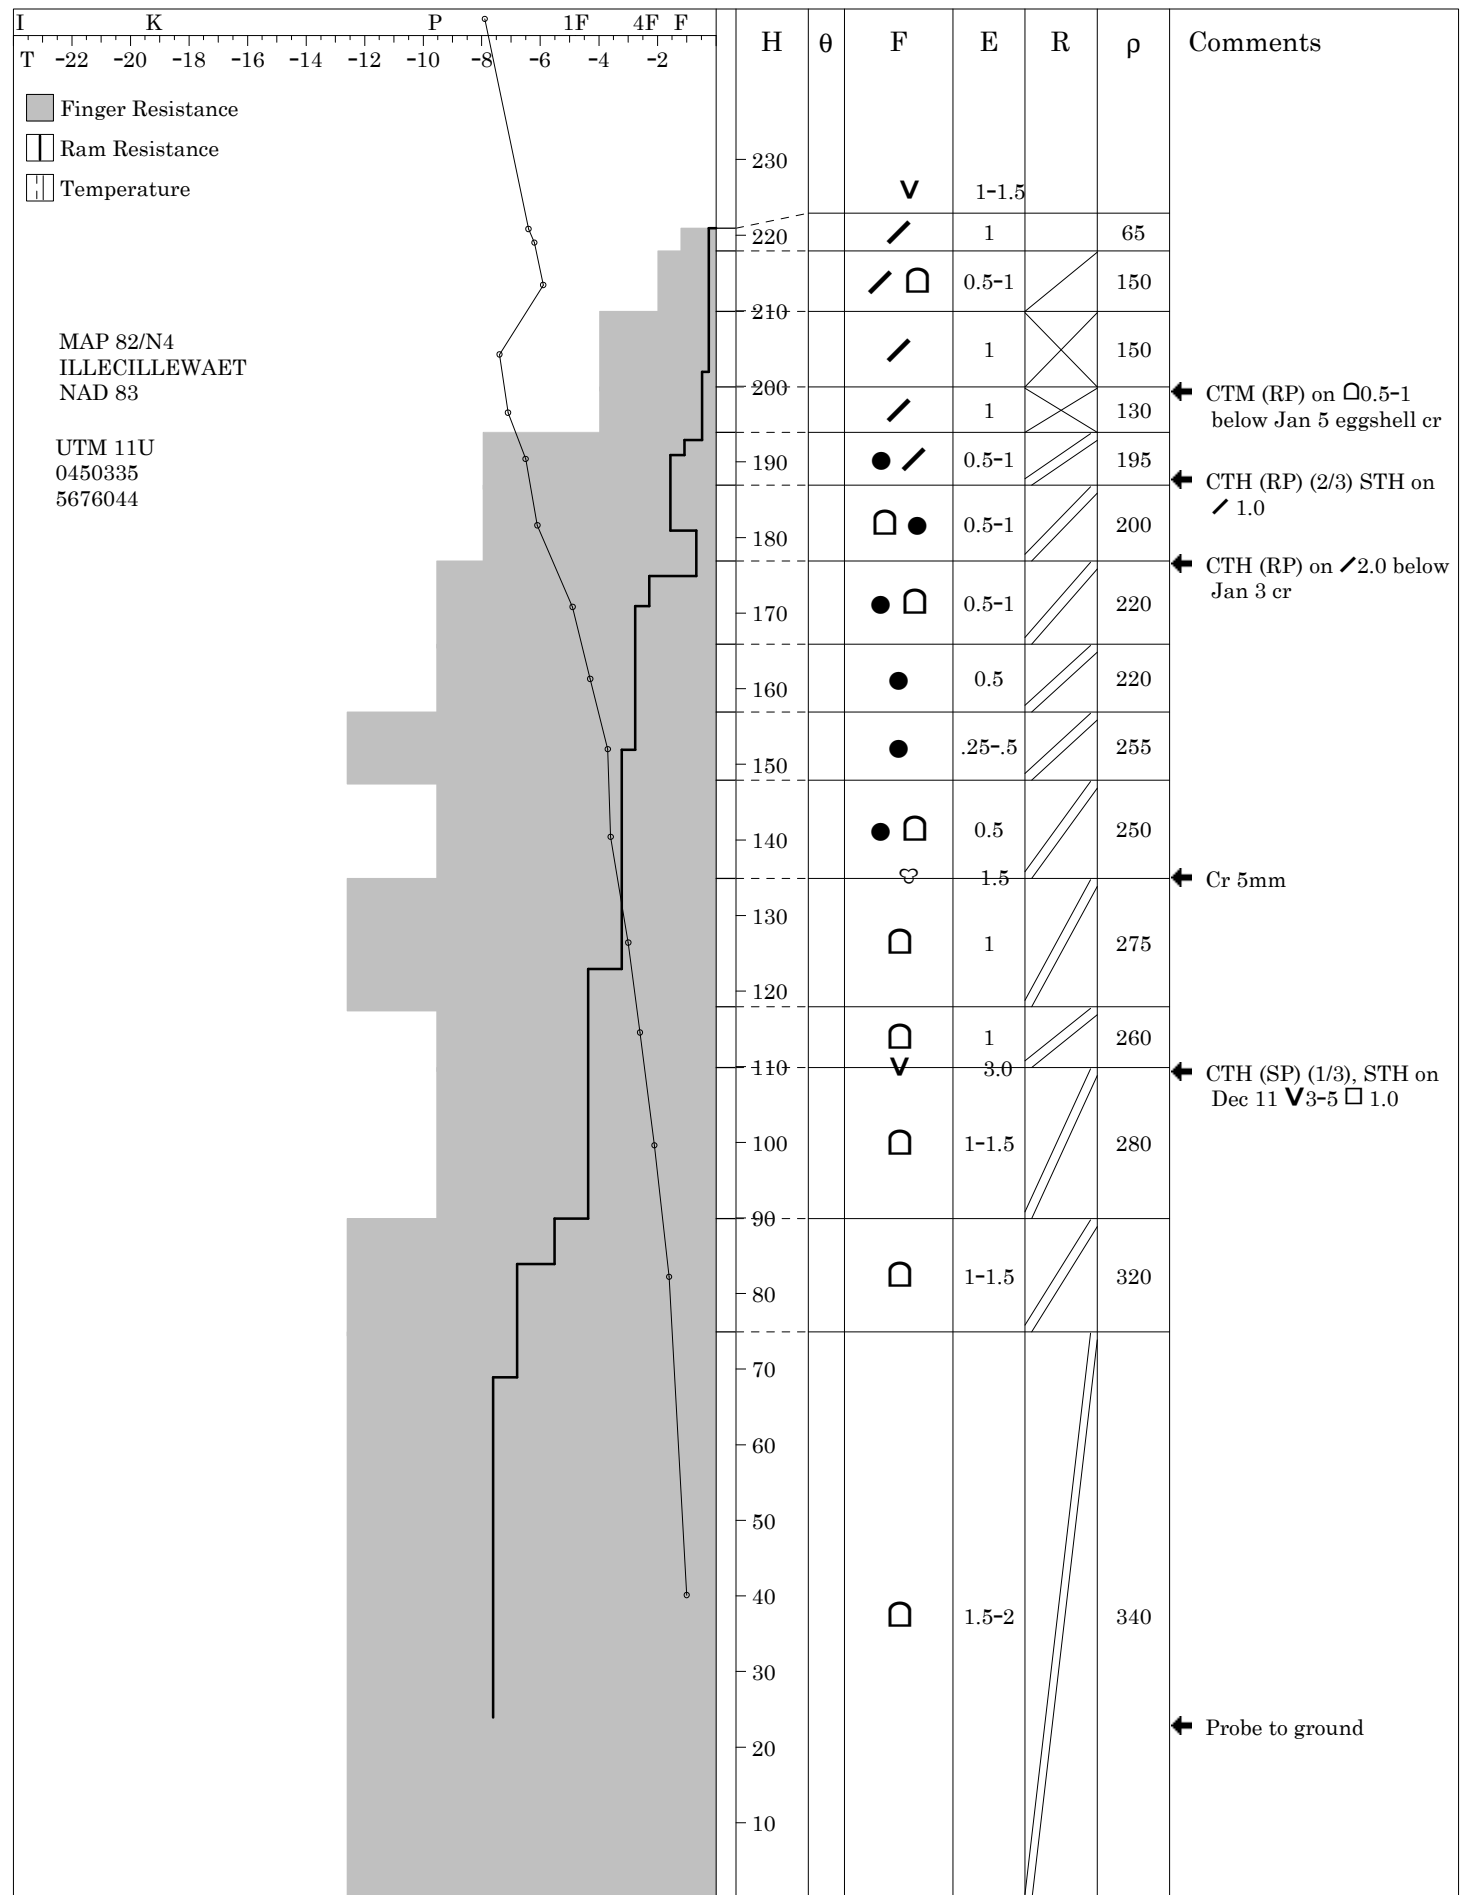 I K P 1F 4F F
T -22 -20 -18 -16 -14 -12 -10 -8 -6 -4 -2
H θ F E R ρ Comments
Finger Resistance
Ram Resistance
Temperature
MAP 82/N4
ILLECILLEWAET
NAD 83
UTM 11U
0450335
5676044
230
V 1-1.5
220 1 65
0.5-1 150
210
1 150
200
1 130
CTM (RP) on 0.5-1
below Jan 5 eggshell cr
190 0.5-1 195
CTH (RP) (2/3) STH on
1.0
180 0.5-1 200
CTH (RP) on 2.0 below
Jan 3 cr
170 0.5-1 220
160 0.5 220
150 .25-.5 255
140 0.5 250
1.5
Cr 5mm
130 1 275
120
1 260
110 V 3.0
CTH (SP) (1/3), STH on
Dec 11 V 3-5 1.0
100 1-1.5 280
90
80 1-1.5 320
70
60
50
40
1.5-2 340
30
Probe to ground
20
10